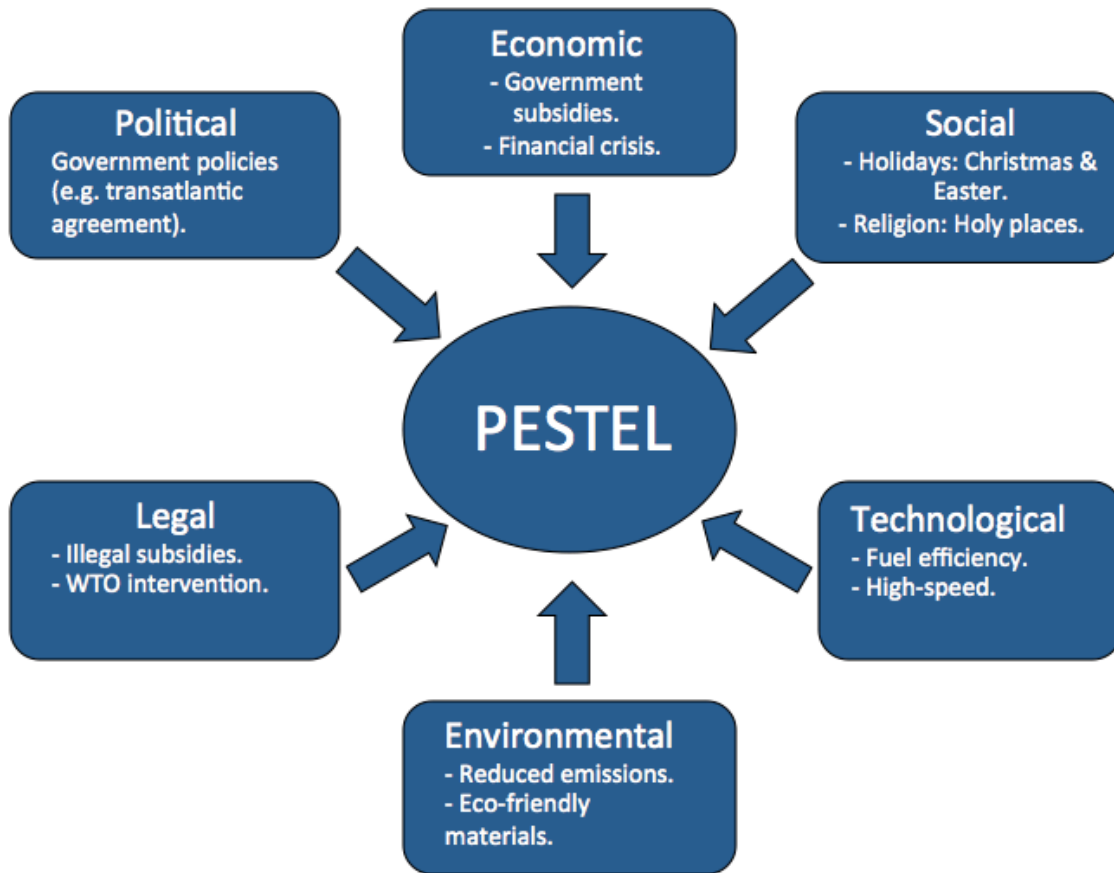 Economic
- Government
subsidies.
- Financial crisis.
Political
Government policies
(e.g. transatlantic
agreement).
Social
- Holidays: Christmas &
Easter.
- Religion: Holy places.
PESTEL
Legal
- Illegal subsidies.
- WTO intervention.
Technological
- Fuel efficiency.
- High-speed.
Environmental
- Reduced emissions.
- Eco-friendly
materials.